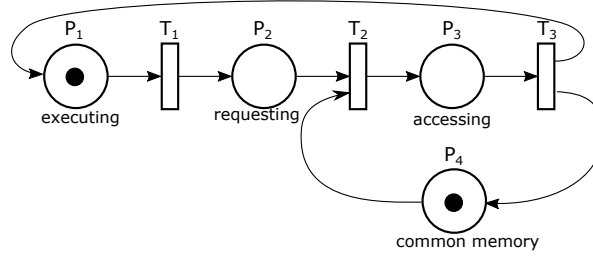 P1 T1 P2 T2 P3 T3
executing requesting accessing
P4
common memory